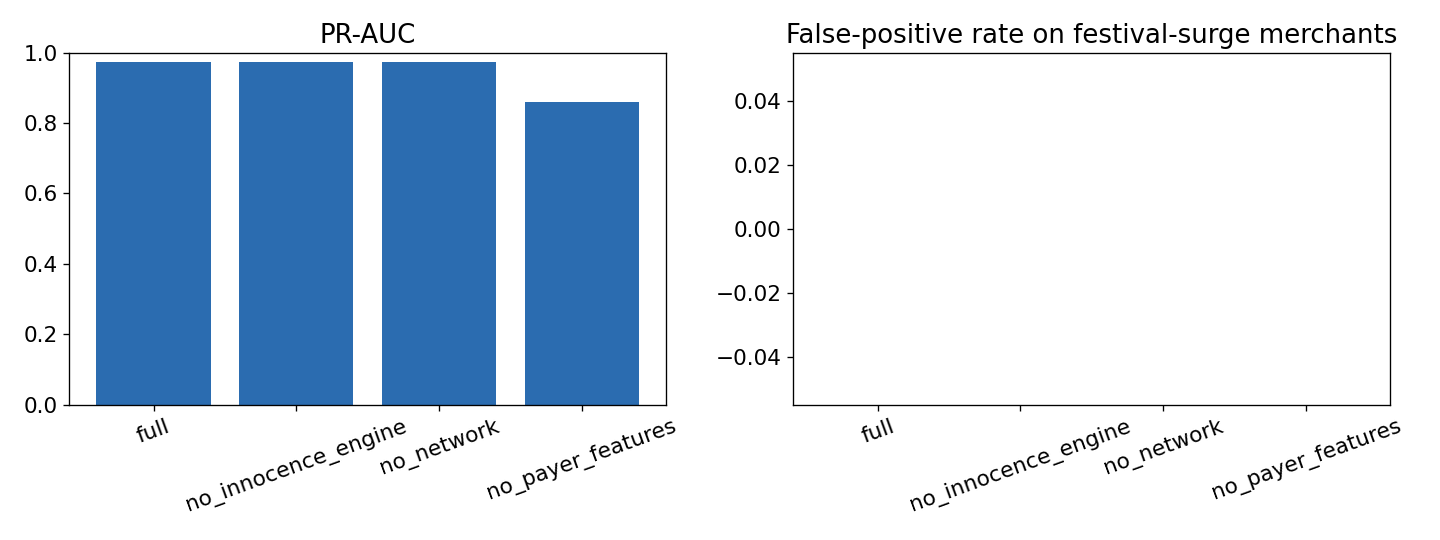 PR-AUC
1.0
0.8
0.6
0.4
0.2
0.0
full
no_innocence_engine
no_network
no_payer_features
False-positive rate on festival-surge merchants
0.04
0.02
0.00
−0.02
−0.04
full
no_innocence_engine
no_network
no_payer_features